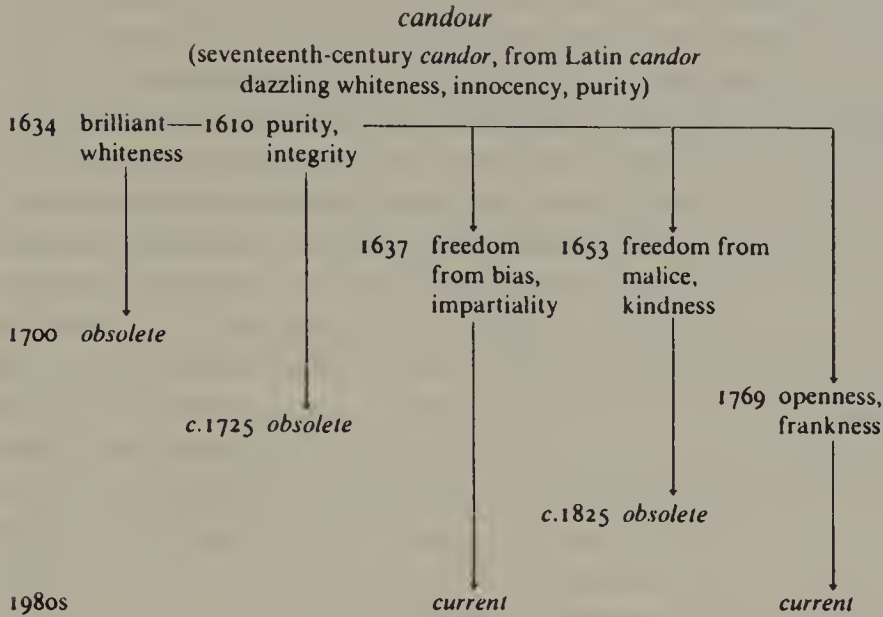 candour
(seventeenth-century candor, from Latin candor
dazzling whiteness, innocency, purity)
1634 brilliant 1610 purity,
whiteness integrity
1637 freedom 1653 freedom from
from bias, malice,
impartiality kindness
1700 obsolete
1769 openness,
c.1725 obsolete frankness
c.1825 obsolete
1980s current current